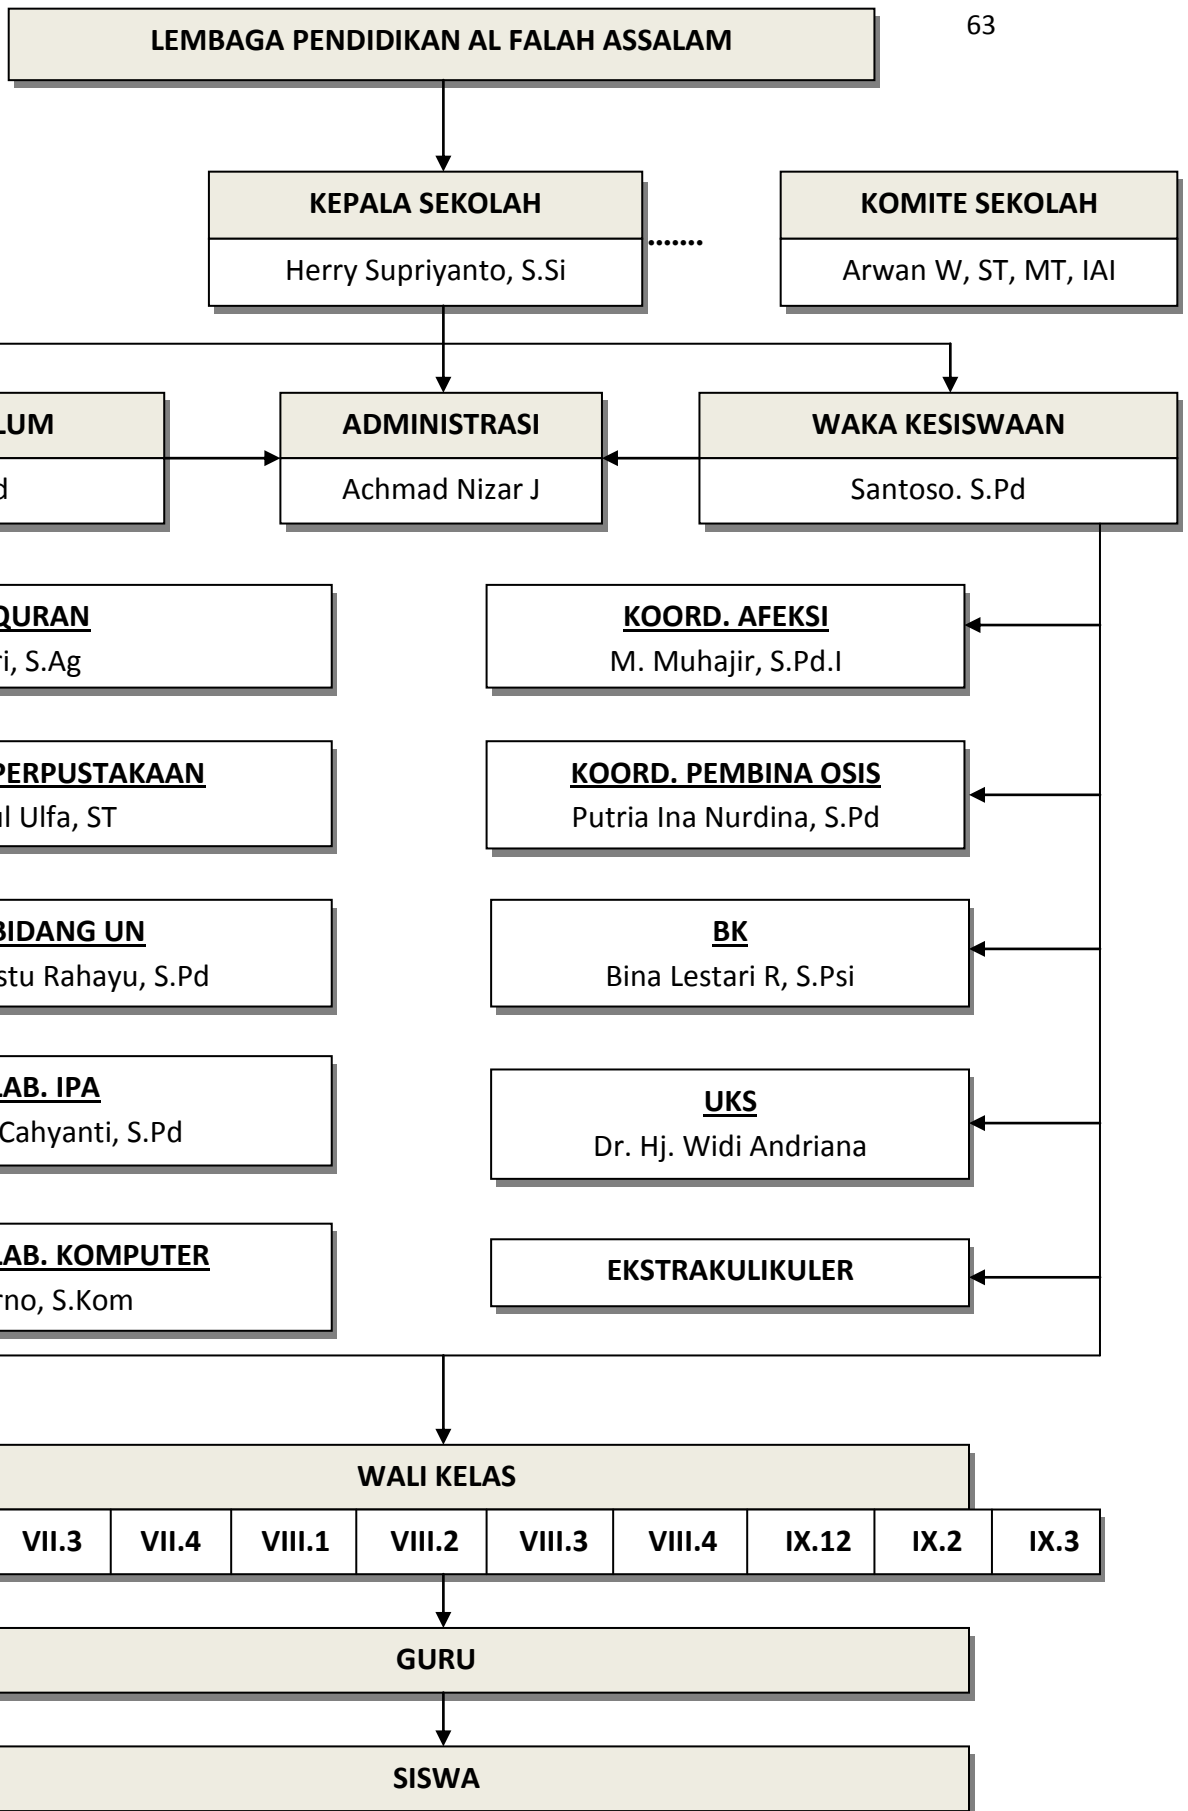 63
LEMBAGA PENDIDIKAN AL FALAH ASSALAM
KEPALA SEKOLAH
Herry Supriyanto, S.Si
.......
KOMITE SEKOLAH
Arwan W, ST, MT, IAI
LUM
d
ADMINISTRASI
Achmad Nizar J
WAKA KESISWAAN
Santoso. S.Pd
QURAN
ri, S.Ag
KOORD. AFEKSI
M. Muhajir, S.Pd.I
PERPUSTAKAAN
ul Ulfa, ST
KOORD. PEMBINA OSIS
Putria Ina Nurdina, S.Pd
BIDANG UN
stu Rahayu, S.Pd
BK
Bina Lestari R, S.Psi
LAB. IPA
Cahyanti, S.Pd
UKS
Dr. Hj. Widi Andriana
LAB. KOMPUTER
rno, S.Kom
EKSTRAKULIKULER
WALI KELAS
VII.3 VII.4 VIII.1 VIII.2 VIII.3 VIII.4 IX.12 IX.2 IX.3
GURU
SISWA